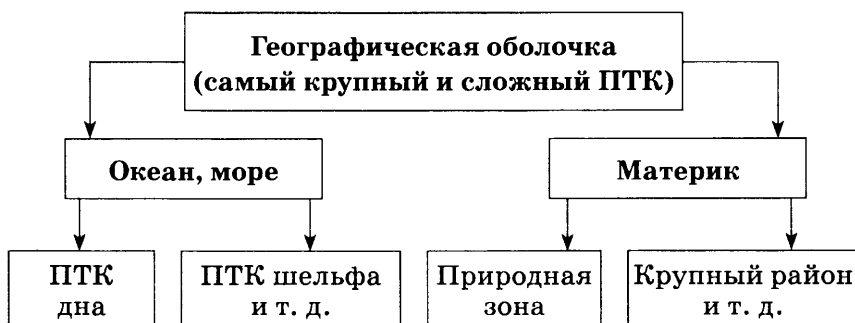 Географическая оболочка
(самый крупный и сложный ПТК)
Океан, море
Материк
ПТК
дна
ПТК шельфа
и т. д.
Природная
зона
Крупный район
и т. д.